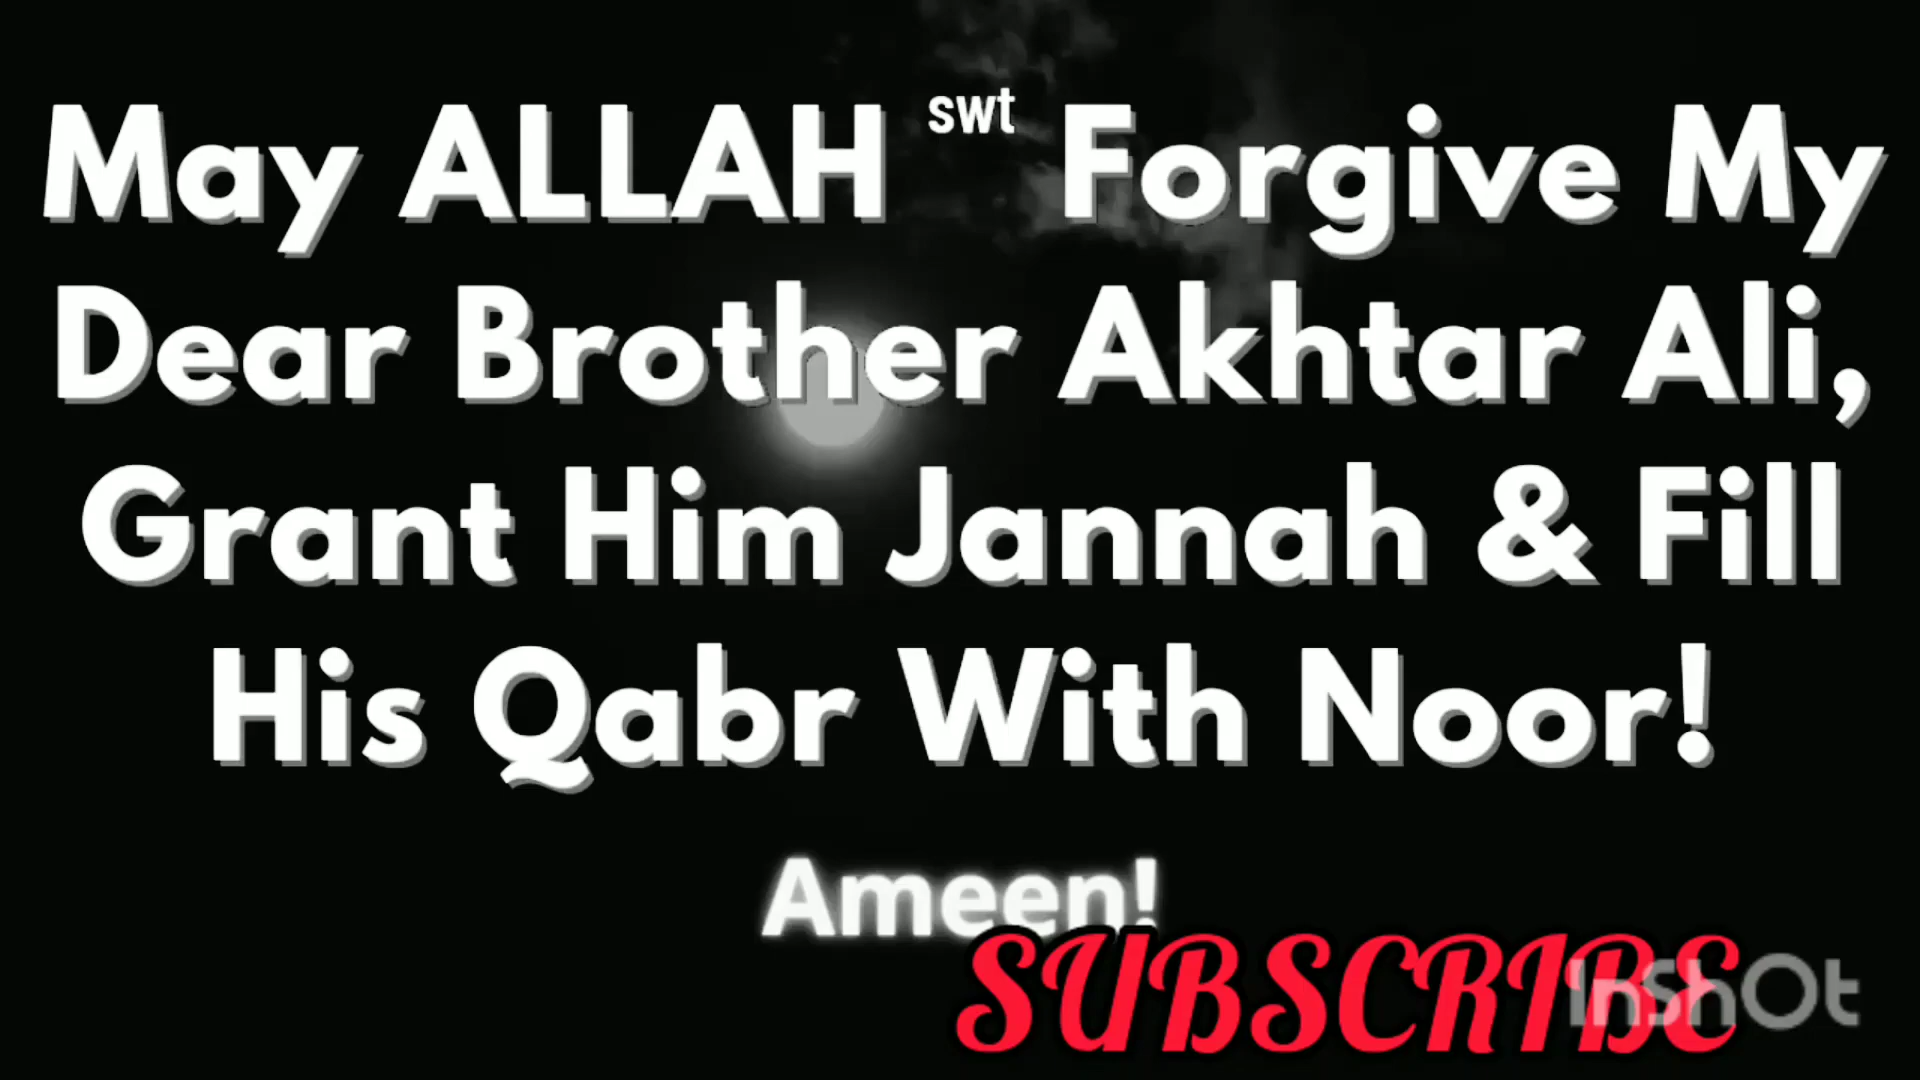 May ALLAH swt Forgive My
Dear Brother Akhtar Ali,
Grant Him Jannah & Fill
His Qabr With Noor!
Ameen!
SUBSCRIBE
InShOt